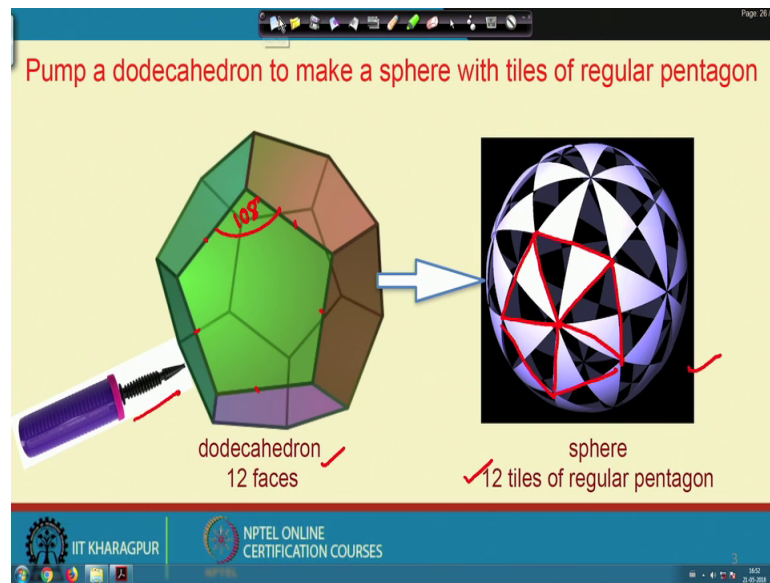 Page: 26 /
Pump a dodecahedron to make a sphere with tiles of regular pentagon
108°
dodecahedron
12 faces
sphere
12 tiles of regular pentagon
IIT KHARAGPUR
NPTEL ONLINE
CERTIFICATION COURSES
3
16:52
21-05-2018